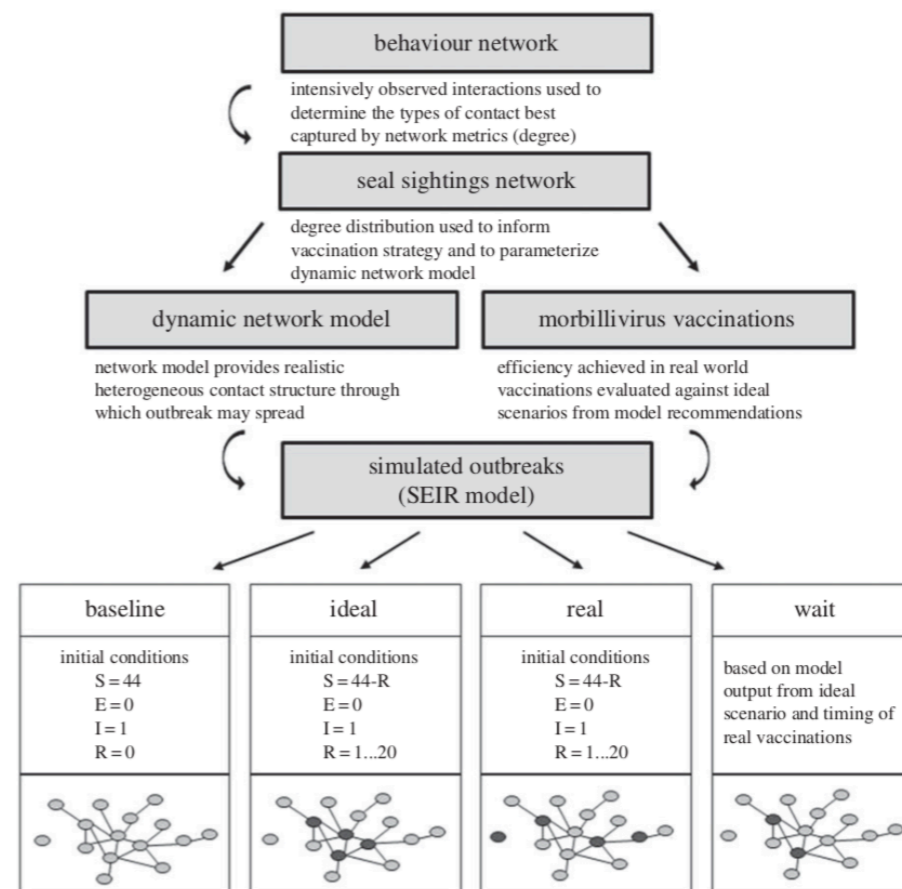 behaviour network
intensively observed interactions used to
determine the types of contact best
captured by network metrics (degree)
seal sightings network
degree distribution used to inform
vaccination strategy and to parameterize
dynamic network model
dynamic network model
network model provides realistic
heterogeneous contact structure through
which outbreak may spread
morbillivirus vaccinations
efficiency achieved in real world
vaccinations evaluated against ideal
scenarios from model recommendations
simulated outbreaks
(SEIR model)
baseline
initial conditions
S = 44
E = 0
I = 1
R = 0
ideal
initial conditions
S = 44-R
E = 0
I = 1
R = 1...20
real
initial conditions
S = 44-R
E = 0
I = 1
R = 1...20
wait
based on model
output from ideal
scenario and timing of
real vaccinations